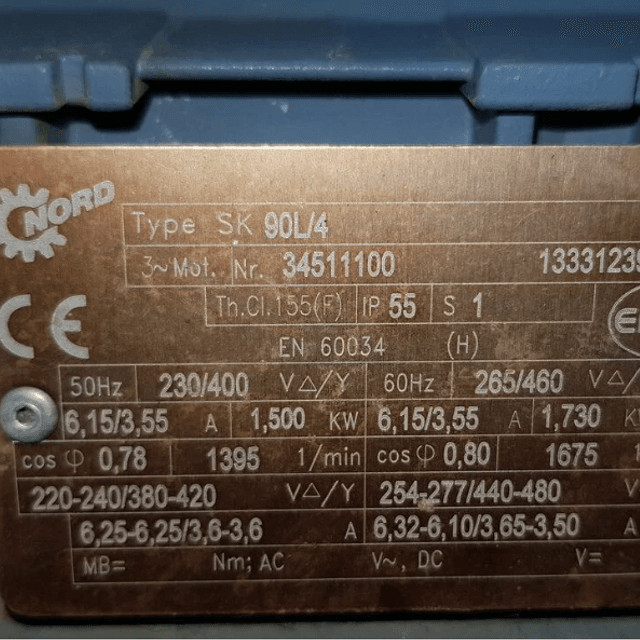 NORD
Type SK 90L/4
3~Mot. Nr. 34511100 1333123
Th.Cl.155(F) IP 55 S 1
CE EN 60034 (H)
50Hz 230/400 V△/Y 60Hz 265/460 V△/
6,15/3,55 A 1,500 KW 6,15/3,55 A 1,730
cos φ 0,78 1395 1/min cos φ 0,80 1675
220-240/380-420 V△/Y 254-277/440-480 V
6,25-6,25/3,6-3,6 A 6,32-6,10/3,65-3,50 A
MB= Nm; AC V~, DC V=